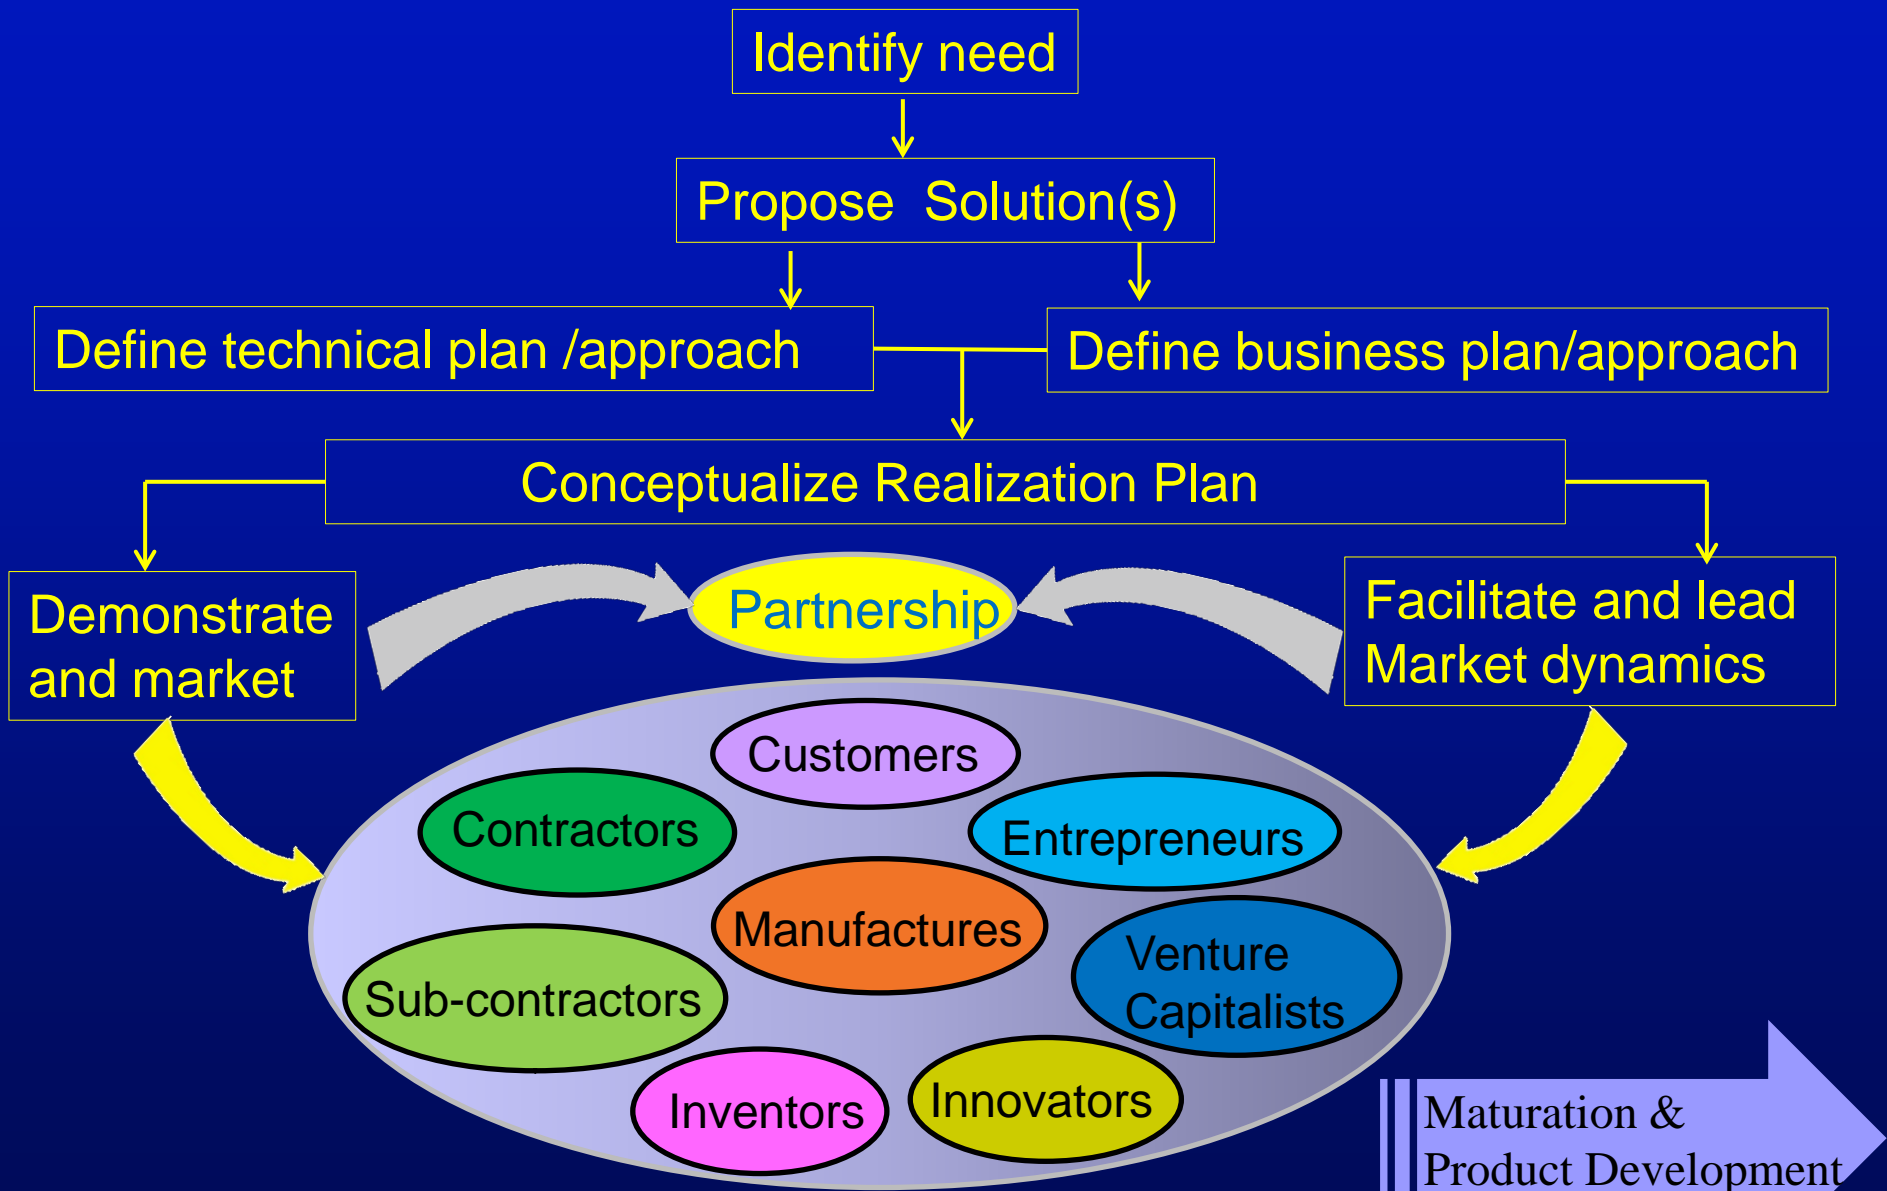 Identify need
Propose  Solution(s)
Define technical plan /approach
Define business plan/approach
Conceptualize Realization Plan
Demonstrate
and market
Partnership
Facilitate and lead
Market dynamics
Customers
Contractors
Entrepreneurs
Manufactures
Venture
Capitalists
Sub-contractors
Inventors
Innovators
Maturation &
Product Development